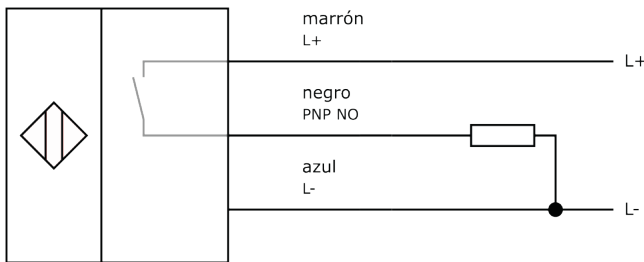 marrón
L+
L+
negro
PNP NO
azul
L-
L-